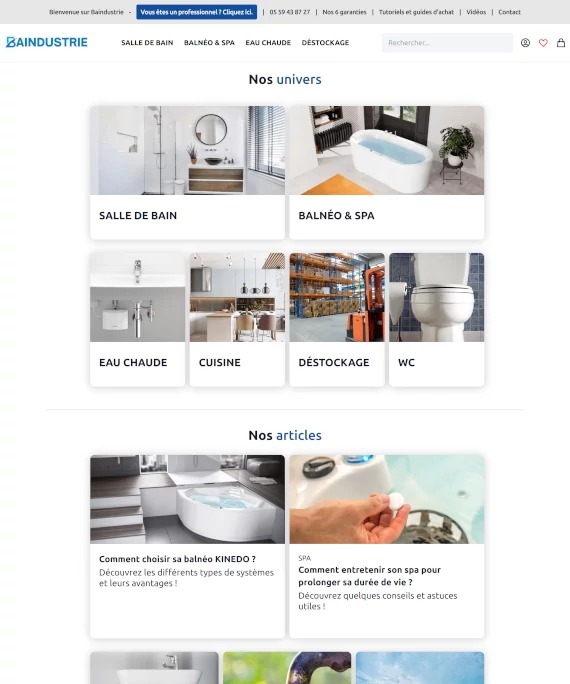 Bienvenue sur Baindustrie - Vous êtes un professionnel ? Cliquez ici. | 05 59 43 87 27 | Nos 6 garanties | Tutoriels et guides d'achat | Vidéos | Contact
BAINDUSTRIE SALLE DE BAIN BALNÉO & SPA EAU CHAUDE DÉSTOCKAGE Rechercher...
Nos univers
SALLE DE BAIN BALNÉO & SPA
EAU CHAUDE CUISINE DÉSTOCKAGE WC
Nos articles
Comment choisir sa balnéo KINEDO ?
Découvrez les différents types de systèmes
et leurs avantages !
SPA
Comment entretenir son spa pour
prolonger sa durée de vie ?
Découvrez quelques conseils et astuces
utiles !